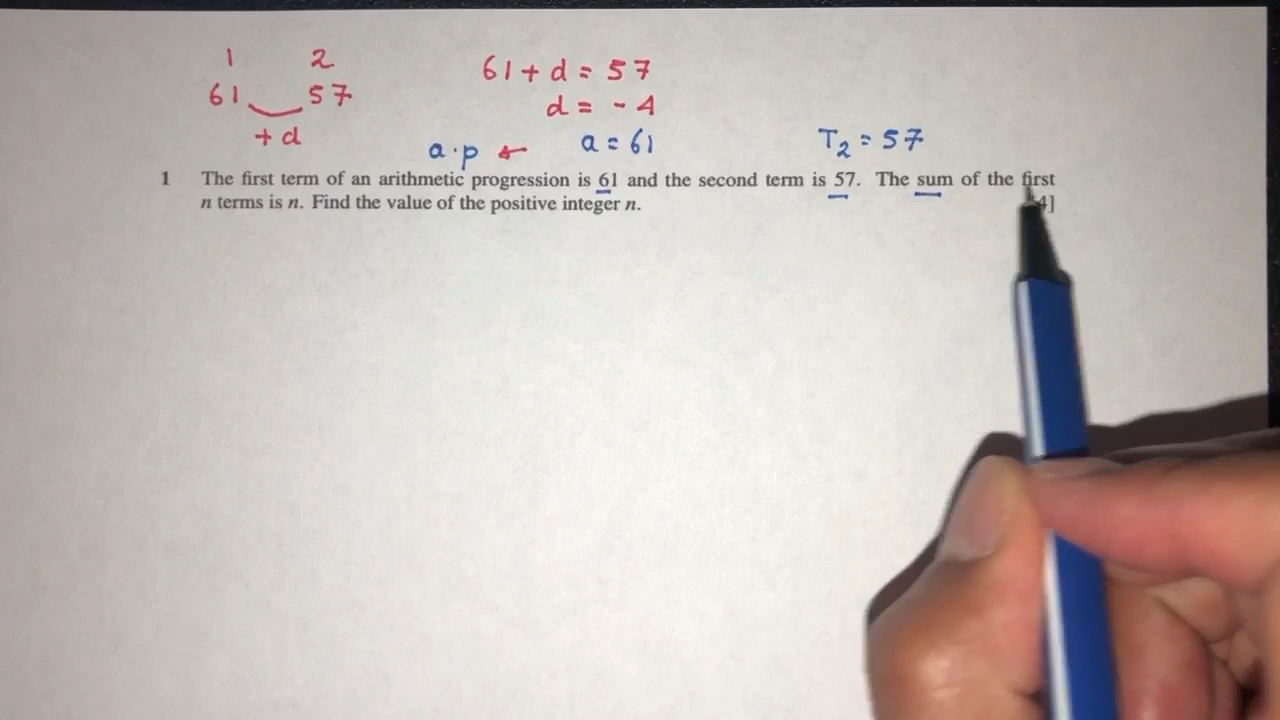 1 2
61 57 61 + d = 57
+ d d = - 4
a.p ← a = 61 T2 = 57
1 The first term of an arithmetic progression is 61 and the second term is 57. The sum of the first
n terms is n. Find the value of the positive integer n. 4]